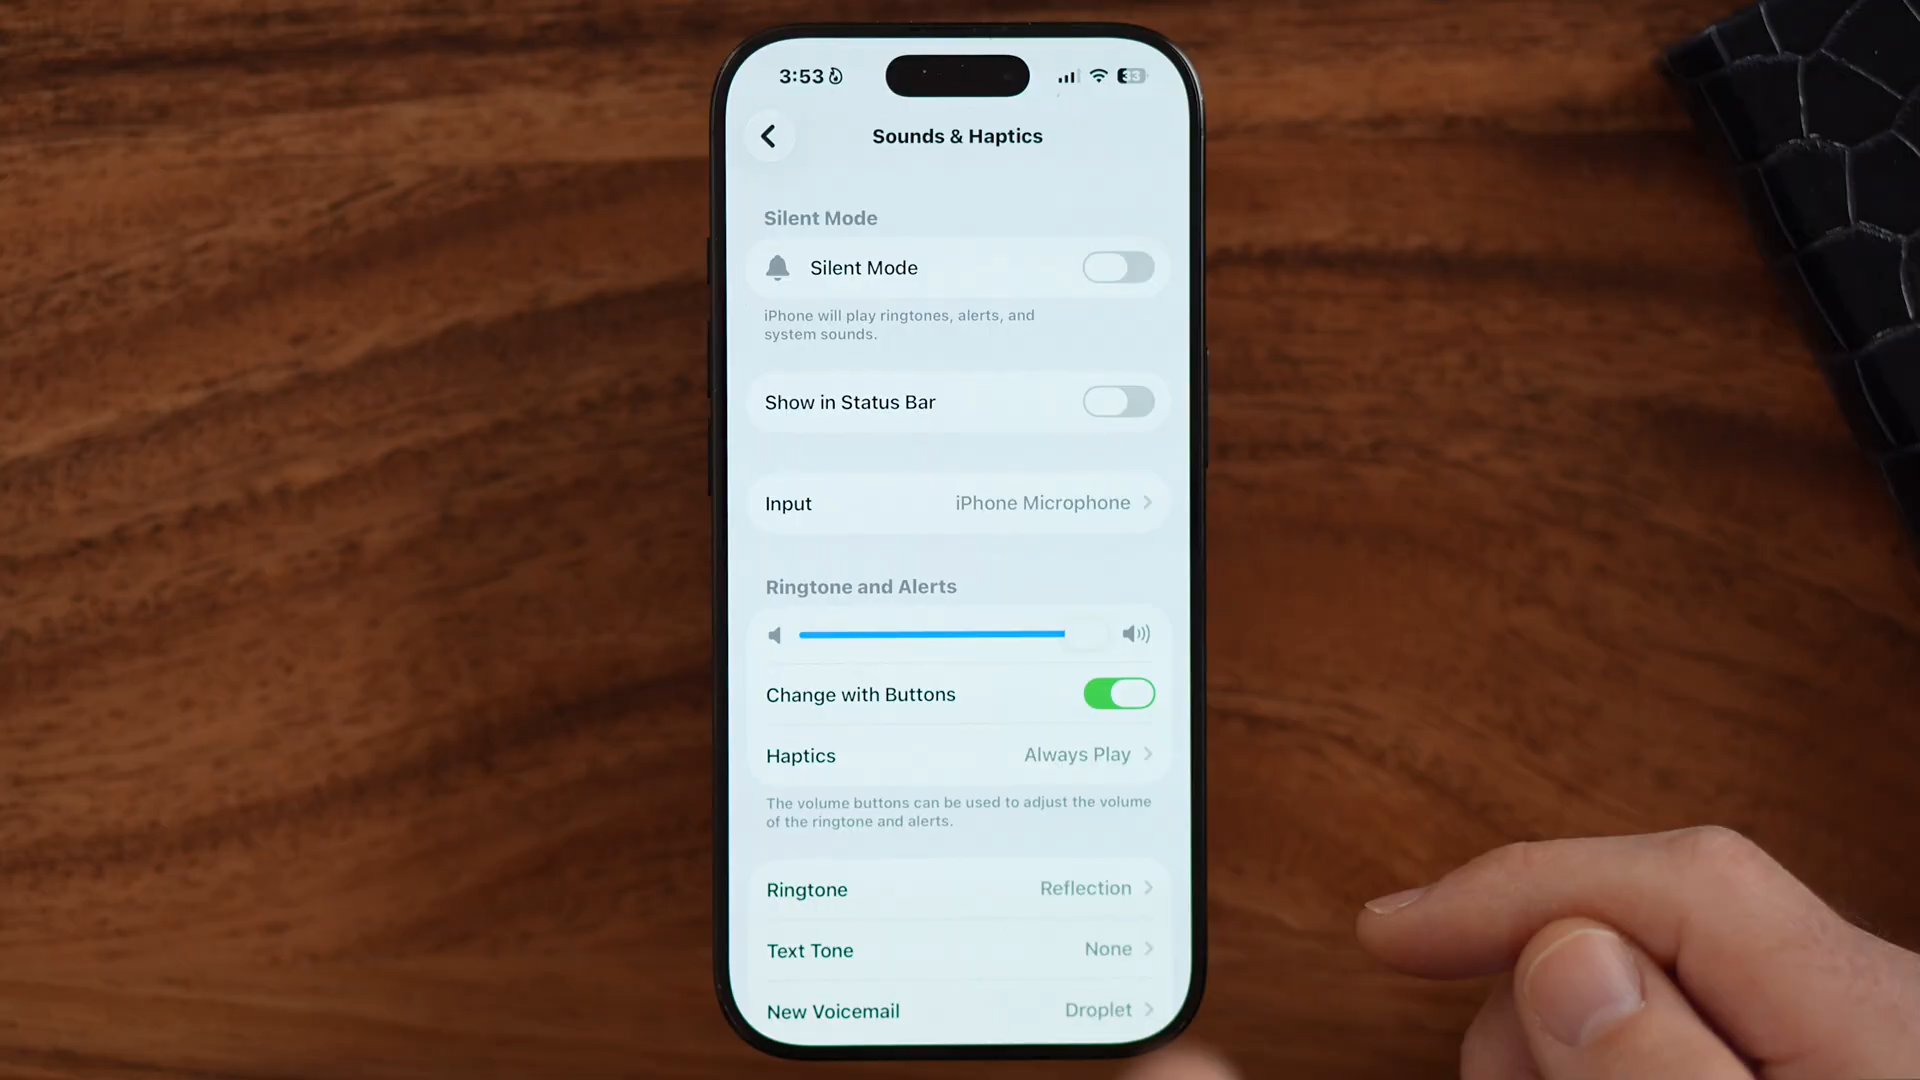 3:53
33
Sounds & Haptics
Silent Mode
Silent Mode
iPhone will play ringtones, alerts, and
system sounds.
Show in Status Bar
Input iPhone Microphone
Ringtone and Alerts
Change with Buttons
Haptics Always Play
The volume buttons can be used to adjust the volume
of the ringtone and alerts.
Ringtone Reflection
Text Tone None
New Voicemail Droplet